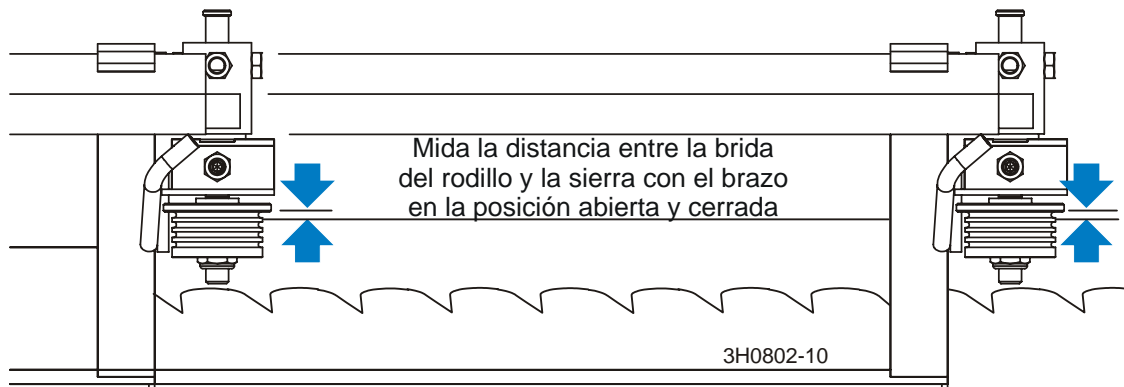 Mida la distancia entre la brida
del rodillo y la sierra con el brazo
en la posición abierta y cerrada
3H0802-10